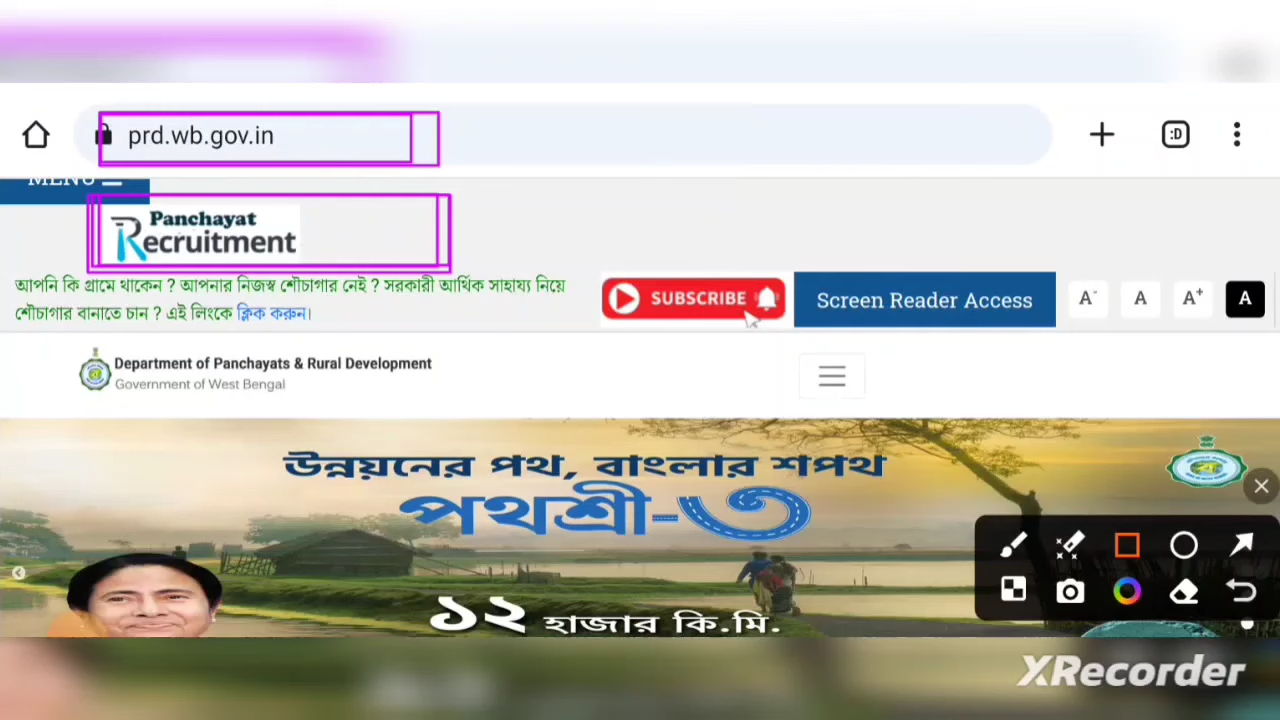 prd.wb.gov.in
:D
MENU
Panchayat
Recruitment
আপনি কি গ্রামে থাকেন ? আপনার নিজস্ব শৌচাগার নেই ? সরকারী আর্থিক সাহায্য নিয়ে
শৌচাগার বানাতে চান ? এই লিংকে ক্লিক করুন।
SUBSCRIBE
Screen Reader Access
A-
A
A+
A
Department of Panchayats & Rural Development
Government of West Bengal
উন্নয়নের পথ, বাংলার শপথ
পথশ্রী-৩
১২ হাজার কি.মি.
XRecorder